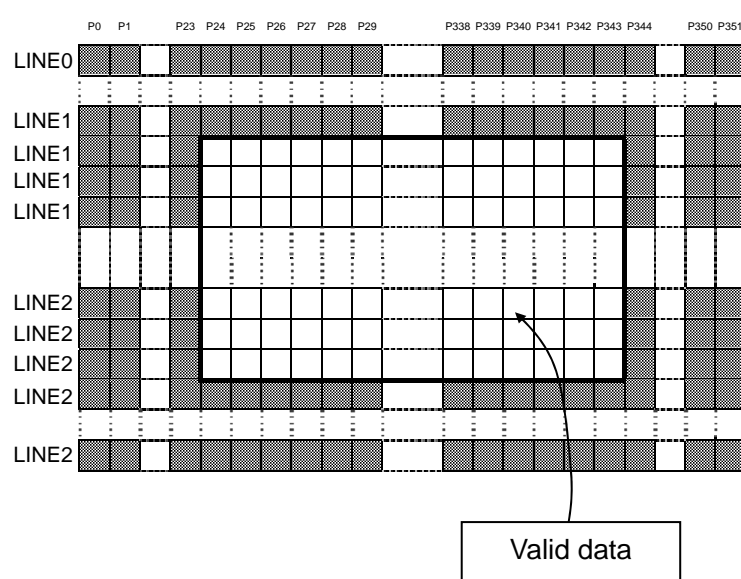 P0 P1 P23 P24 P25 P26 P27 P28 P29 P338 P339 P340 P341 P342 P343 P344 P350 P351
LINE0
LINE1
LINE1
LINE1
LINE1
LINE2
LINE2
LINE2
LINE2
LINE2
Valid data